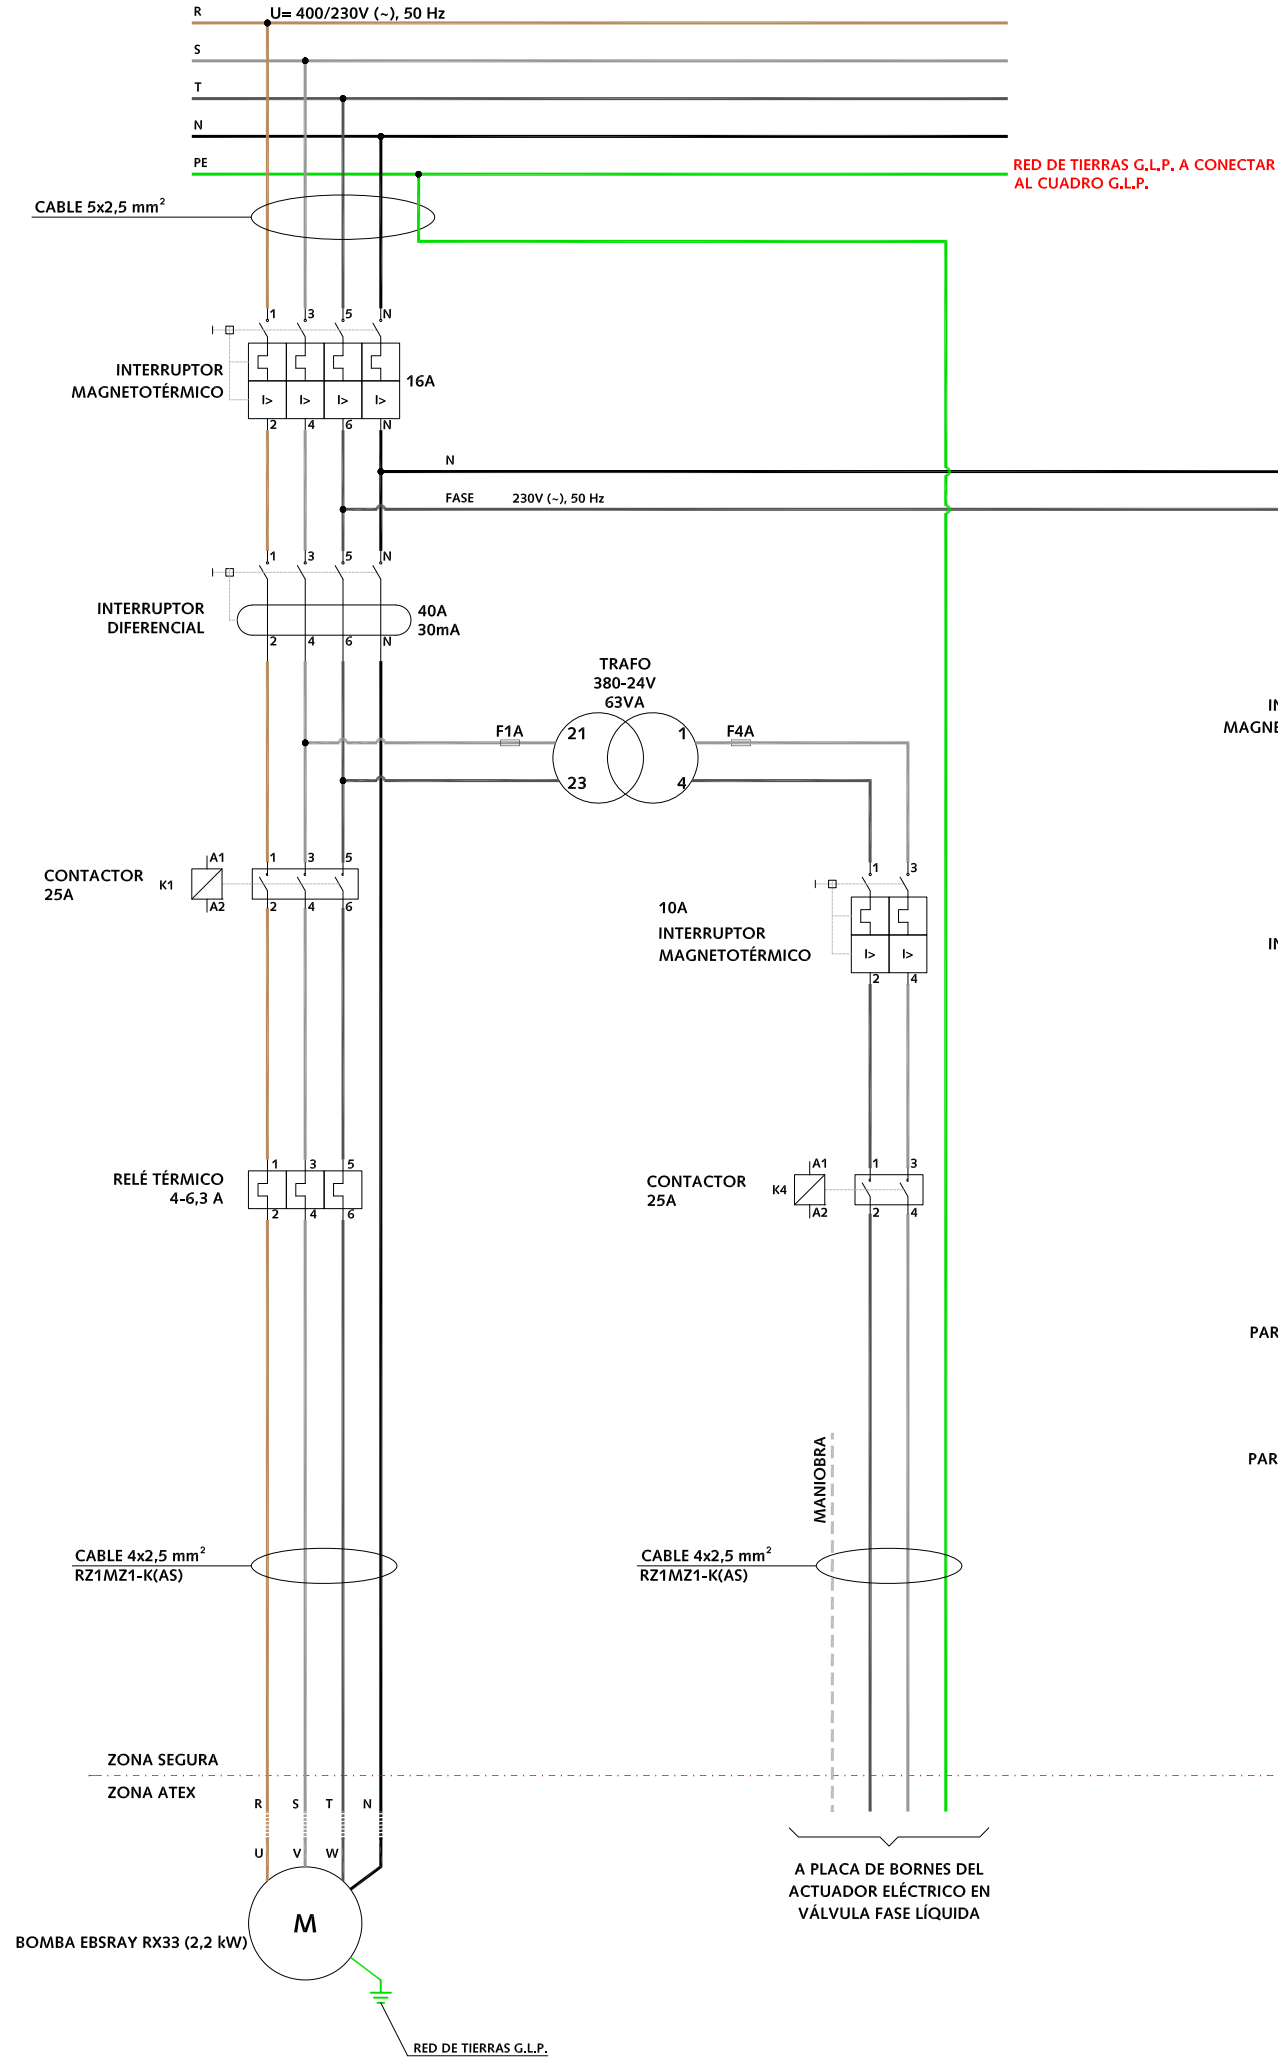 R
U= 400/230V (~), 50 Hz
S
T
N
PE
RED DE TIERRAS G.L.P. A CONECTAR
AL CUADRO G.L.P.
CABLE 5x2,5 mm²
1 3 5 N
INTERRUPTOR
MAGNETOTÉRMICO
16A
I> I> I> I>
2 4 6 N
N
FASE 230V (~), 50 Hz
1 3 5 N
INTERRUPTOR
DIFERENCIAL
40A
30mA
2 4 6 N
TRAFO
380-24V
63VA
F1A 21 1 F4A
23 4
IN
MAGNE
CONTACTOR
25A
K1
A1
A2
1 3 5
2 4 6
1 3
10A
INTERRUPTOR
MAGNETOTÉRMICO
I> I>
2 4
IN
RELÉ TÉRMICO
4-6,3 A
1 3 5
2 4 6
CONTACTOR
25A
K4
A1
A2
1 3
2 4
PAR
MANIOBRA
PAR
CABLE 4x2,5 mm²
RZ1MZ1-K(AS)
CABLE 4x2,5 mm²
RZ1MZ1-K(AS)
ZONA SEGURA
ZONA ATEX
R S T N
U V W
M
BOMBA EBSRAY RX33 (2,2 kW)
A PLACA DE BORNES DEL
ACTUADOR ELÉCTRICO EN
VÁLVULA FASE LÍQUIDA
RED DE TIERRAS G.L.P.